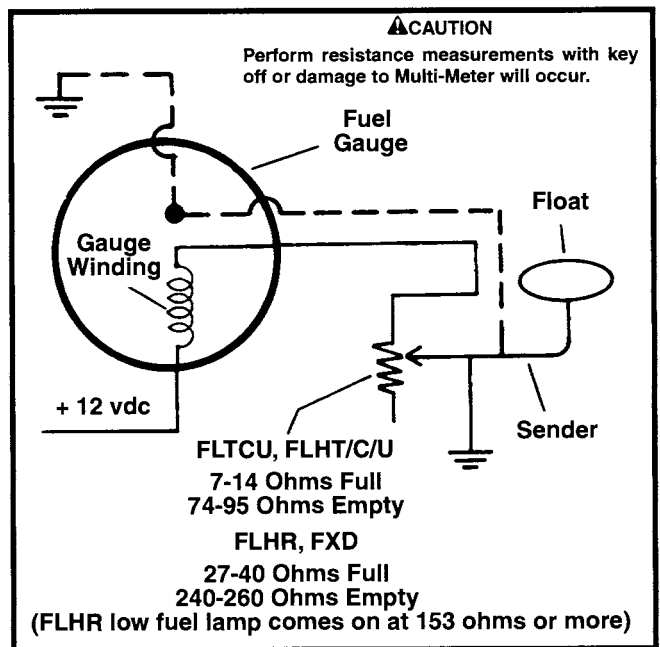 ⚠CAUTION
Perform resistance measurements with key
off or damage to Multi-Meter will occur.
Fuel
Gauge
Float
Gauge
Winding
+ 12 vdc
Sender
FLTCU, FLHT/C/U
7-14 Ohms Full
74-95 Ohms Empty
FLHR, FXD
27-40 Ohms Full
240-260 Ohms Empty
(FLHR low fuel lamp comes on at 153 ohms or more)